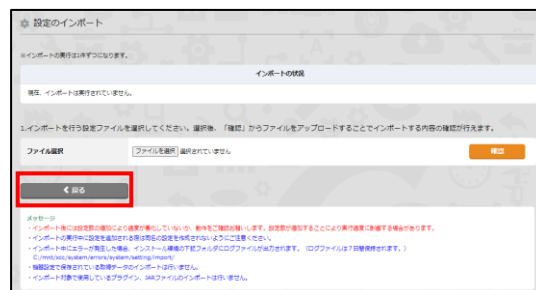 設定のインポート
※インポートの実行は1件ずつになります。
インポートの状況
現在、インポートは実行されていません。
1.インポートを行う設定ファイルを選択してください。選択後、「確認」からファイルをアップロードすることでインポートする内容の確認が行えます。
ファイル選択 ファイルを選択 選択されていません 確認
戻る
メッセージ
・インポート後には設定数の増加により速度が悪化していないか、動作をご確認お願いします。設定数が増加することにより実行速度に影響する場合があります。
・インポートの実行中に設定を追加される際は同名の設定を作成されないようにご注意ください。
・インポート中にエラーが発生した場合、インストール環境の下記フォルダにログファイルが出力されます。（ログファイルは7日間保持されます。）
C:/mnt/xcc/system/errors/system/setting/import/
・機器設定で保存されている取得データのインポートは行いません。
・インポート対象で使用しているプラグイン、JARファイルのインポートは行いません。